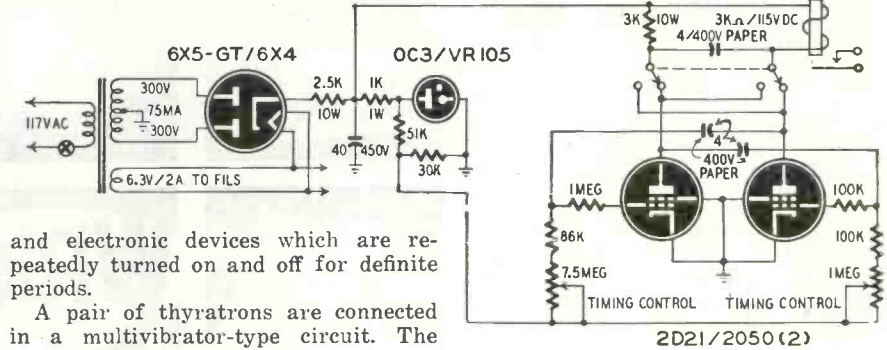 6X5-GT/6X4
OC3/VR105
3K
10W
3KΩ/115VDC
4/400V PAPER
300V
75MA
300V
117VAC
2.5K
10W
1K
1W
51K
30K
40
450V
6.3V/2A TO FILS
4
400V
PAPER
1MEG
100K
86K
100K
7.5MEG
1MEG
TIMING CONTROL
TIMING CONTROL
2D21/2050(2)
and electronic devices which are re-
peatedly turned on and off for definite
periods.
A pair of thyratrons are connected
in a multivibrator-type circuit. The